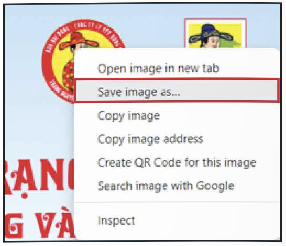 Open image in new tab
Save image as...
Copy image
Copy image address
Create QR Code for this image
Search image with Google
RẠNG
G VÀ
Inspect